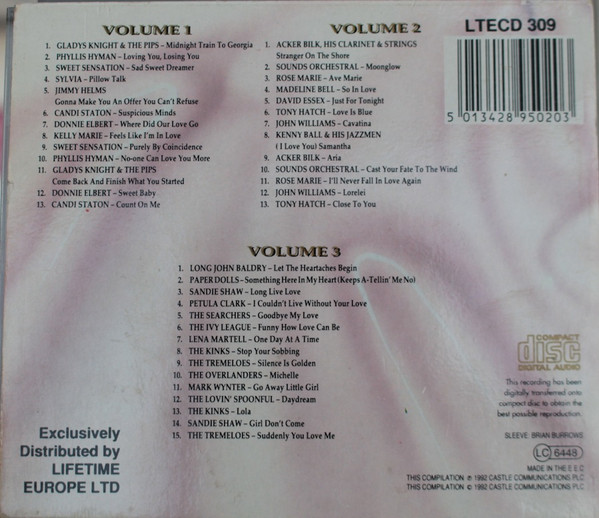 VOLUME 1
1. GLADYS KNIGHT & THE PIPS – Midnight Train To Georgia
2. PHYLLIS HYMAN – Loving You, Losing You
3. SWEET SENSATION – Sad Sweet Dreamer
4. SYLVIA – Pillow Talk
5. JIMMY HELMS
Gonna Make You An Offer You Can't Refuse
6. CANDI STATON – Suspicious Minds
7. DONNIE ELBERT – Where Did Our Love Go
8. KELLY MARIE – Feels Like I'm In Love
9. SWEET SENSATION – Purely By Coincidence
10. PHYLLIS HYMAN – No-one Can Love You More
11. GLADYS KNIGHT & THE PIPS
Come Back And Finish What You Started
12. DONNIE ELBERT – Sweet Baby
13. CANDI STATON – Count On Me
VOLUME 2
1. ACKER BILK, HIS CLARINET & STRINGS
Stranger On The Shore
2. SOUNDS ORCHESTRAL – Moonglow
3. ROSE MARIE – Ave Marie
4. MADELINE BELL – So In Love
5. DAVID ESSEX – Just For Tonight
6. TONY HATCH – Love Is Blue
7. JOHN WILLIAMS – Cavatina
8. KENNY BALL & HIS JAZZMEN
(I Love You) Samantha
9. ACKER BILK – Aria
10. SOUNDS ORCHESTRAL – Cast Your Fate To The Wind
11. ROSE MARIE – I'll Never Fall In Love Again
12. JOHN WILLIAMS – Lorelei
13. TONY HATCH – Close To You
LTECD 309
5 013428 950203
VOLUME 3
1. LONG JOHN BALDRY – Let The Heartaches Begin
2. PAPER DOLLS – Something Here In My Heart (Keeps A-Tellin' Me No)
3. SANDIE SHAW – Long Live Love
4. PETULA CLARK – I Couldn't Live Without Your Love
5. THE SEARCHERS – Goodbye My Love
6. THE IVY LEAGUE – Funny How Love Can Be
7. LENA MARTELL – One Day At A Time
8. THE KINKS – Stop Your Sobbing
9. THE TREMELOES – Silence Is Golden
10. THE OVERLANDERS – Michelle
11. MARK WYNTER – Go Away Little Girl
12. THE LOVIN' SPOONFUL – Daydream
13. THE KINKS – Lola
14. SANDIE SHAW – Girl Don't Come
15. THE TREMELOES – Suddenly You Love Me
Exclusively
Distributed by
LIFETIME
EUROPE LTD
COMPACT
disc
DIGITAL AUDIO
This recording has been
digitally transferred onto
compact disc to obtain the
best possible reproduction.
SLEEVE: BRIAN BURROWS
LC 6448
MADE IN THE E.E.C
THIS COMPILATION ℗ 1992 CASTLE COMMUNICATIONS PLC
THIS COMPILATION © 1992 CASTLE COMMUNICATIONS PLC